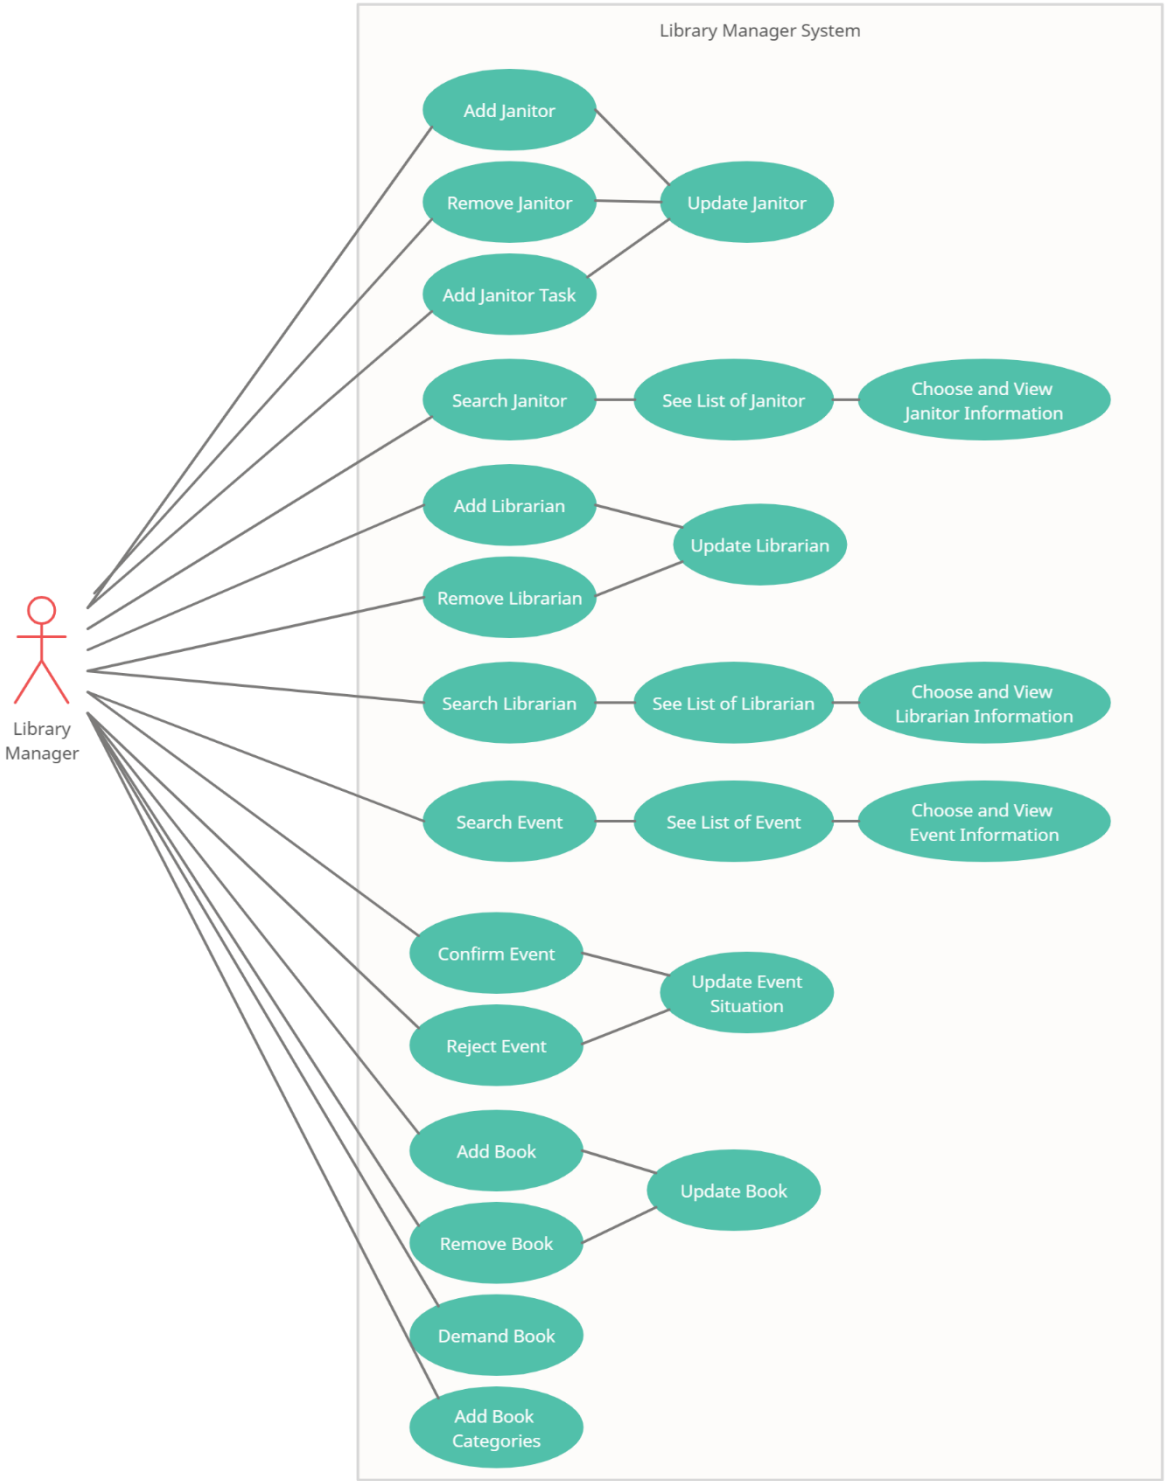 Library Manager System
Add Janitor
Remove Janitor
Update Janitor
Add Janitor Task
Search Janitor
See List of Janitor
Choose and View
Janitor Information
Add Librarian
Update Librarian
Remove Librarian
Library
Manager
Search Librarian
See List of Librarian
Choose and View
Librarian Information
Search Event
See List of Event
Choose and View
Event Information
Confirm Event
Update Event
Situation
Reject Event
Add Book
Update Book
Remove Book
Demand Book
Add Book
Categories